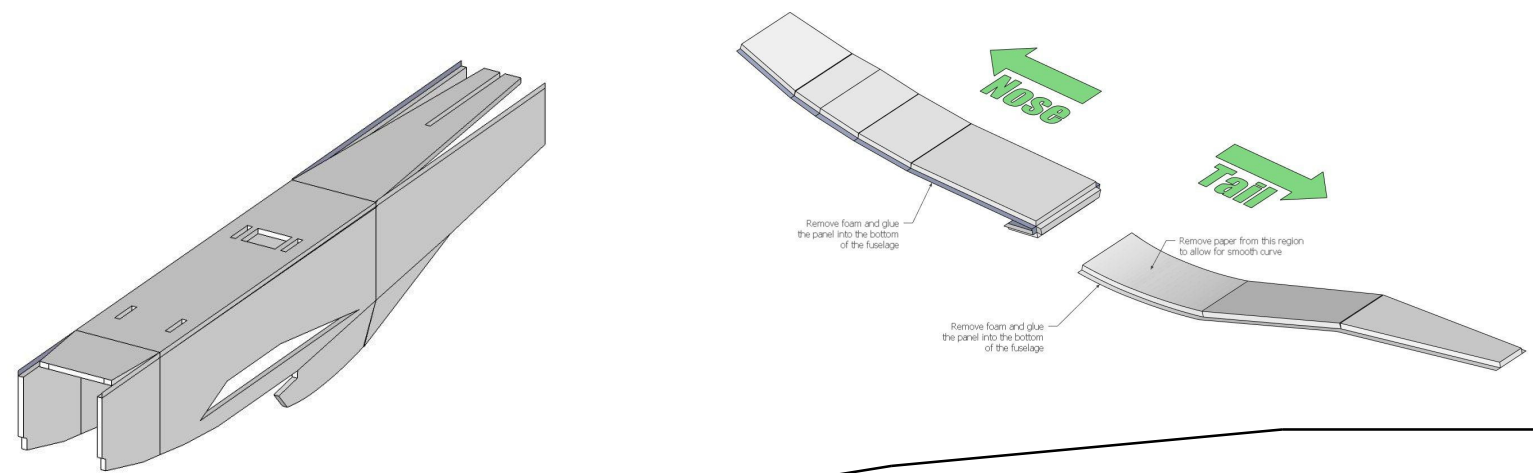 Nose
Tail
Remove foam and glue
the panel into the bottom
of the fuselage
Remove paper from this region
to allow for smooth curve
Remove foam and glue
the panel into the bottom
of the fuselage